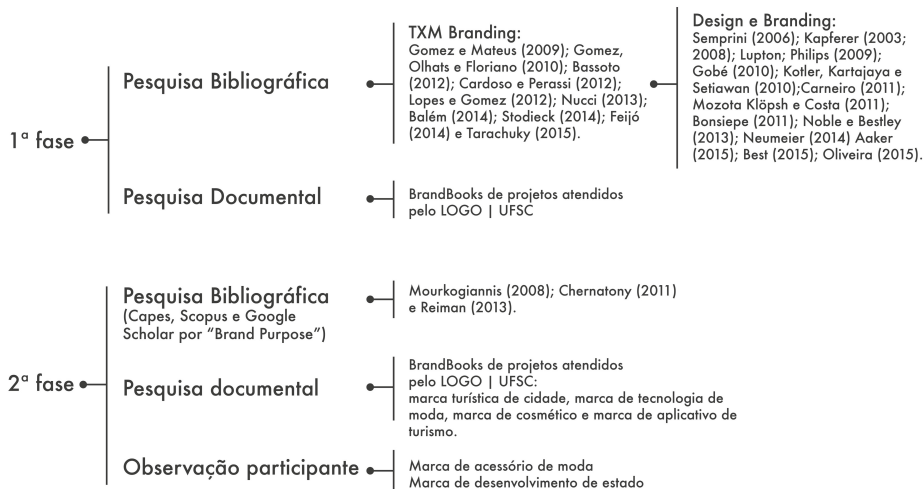 1ª fase
Pesquisa Bibliográfica
TXM Branding:
Gomez e Mateus (2009); Gomez,
Olhats e Floriano (2010); Bassoto
(2012); Cardoso e Perassi (2012);
Lopes e Gomez (2012); Nucci (2013);
Balém (2014); Stodieck (2014); Feijó
(2014) e Tarachuky (2015).
Design e Branding:
Semprini (2006); Kapferer (2003;
2008); Lupton; Philips (2009);
Gobé (2010); Kotler, Kartajaya e
Setiawan (2010);Carneiro (2011);
Mozota Klöpsh e Costa (2011);
Bonsiepe (2011); Noble e Bestley
(2013); Neumeier (2014) Aaker
(2015); Best (2015); Oliveira (2015).
Pesquisa Documental
BrandBooks de projetos atendidos
pelo LOGO | UFSC
2ª fase
Pesquisa Bibliográfica
(Capes, Scopus e Google
Scholar por “Brand Purpose”)
Mourkogiannis (2008); Chernatony (2011)
e Reiman (2013).
Pesquisa documental
BrandBooks de projetos atendidos
pelo LOGO | UFSC:
marca turística de cidade, marca de tecnologia de
moda, marca de cosmético e marca de aplicativo de
turismo.
Observação participante
Marca de acessório de moda
Marca de desenvolvimento de estado